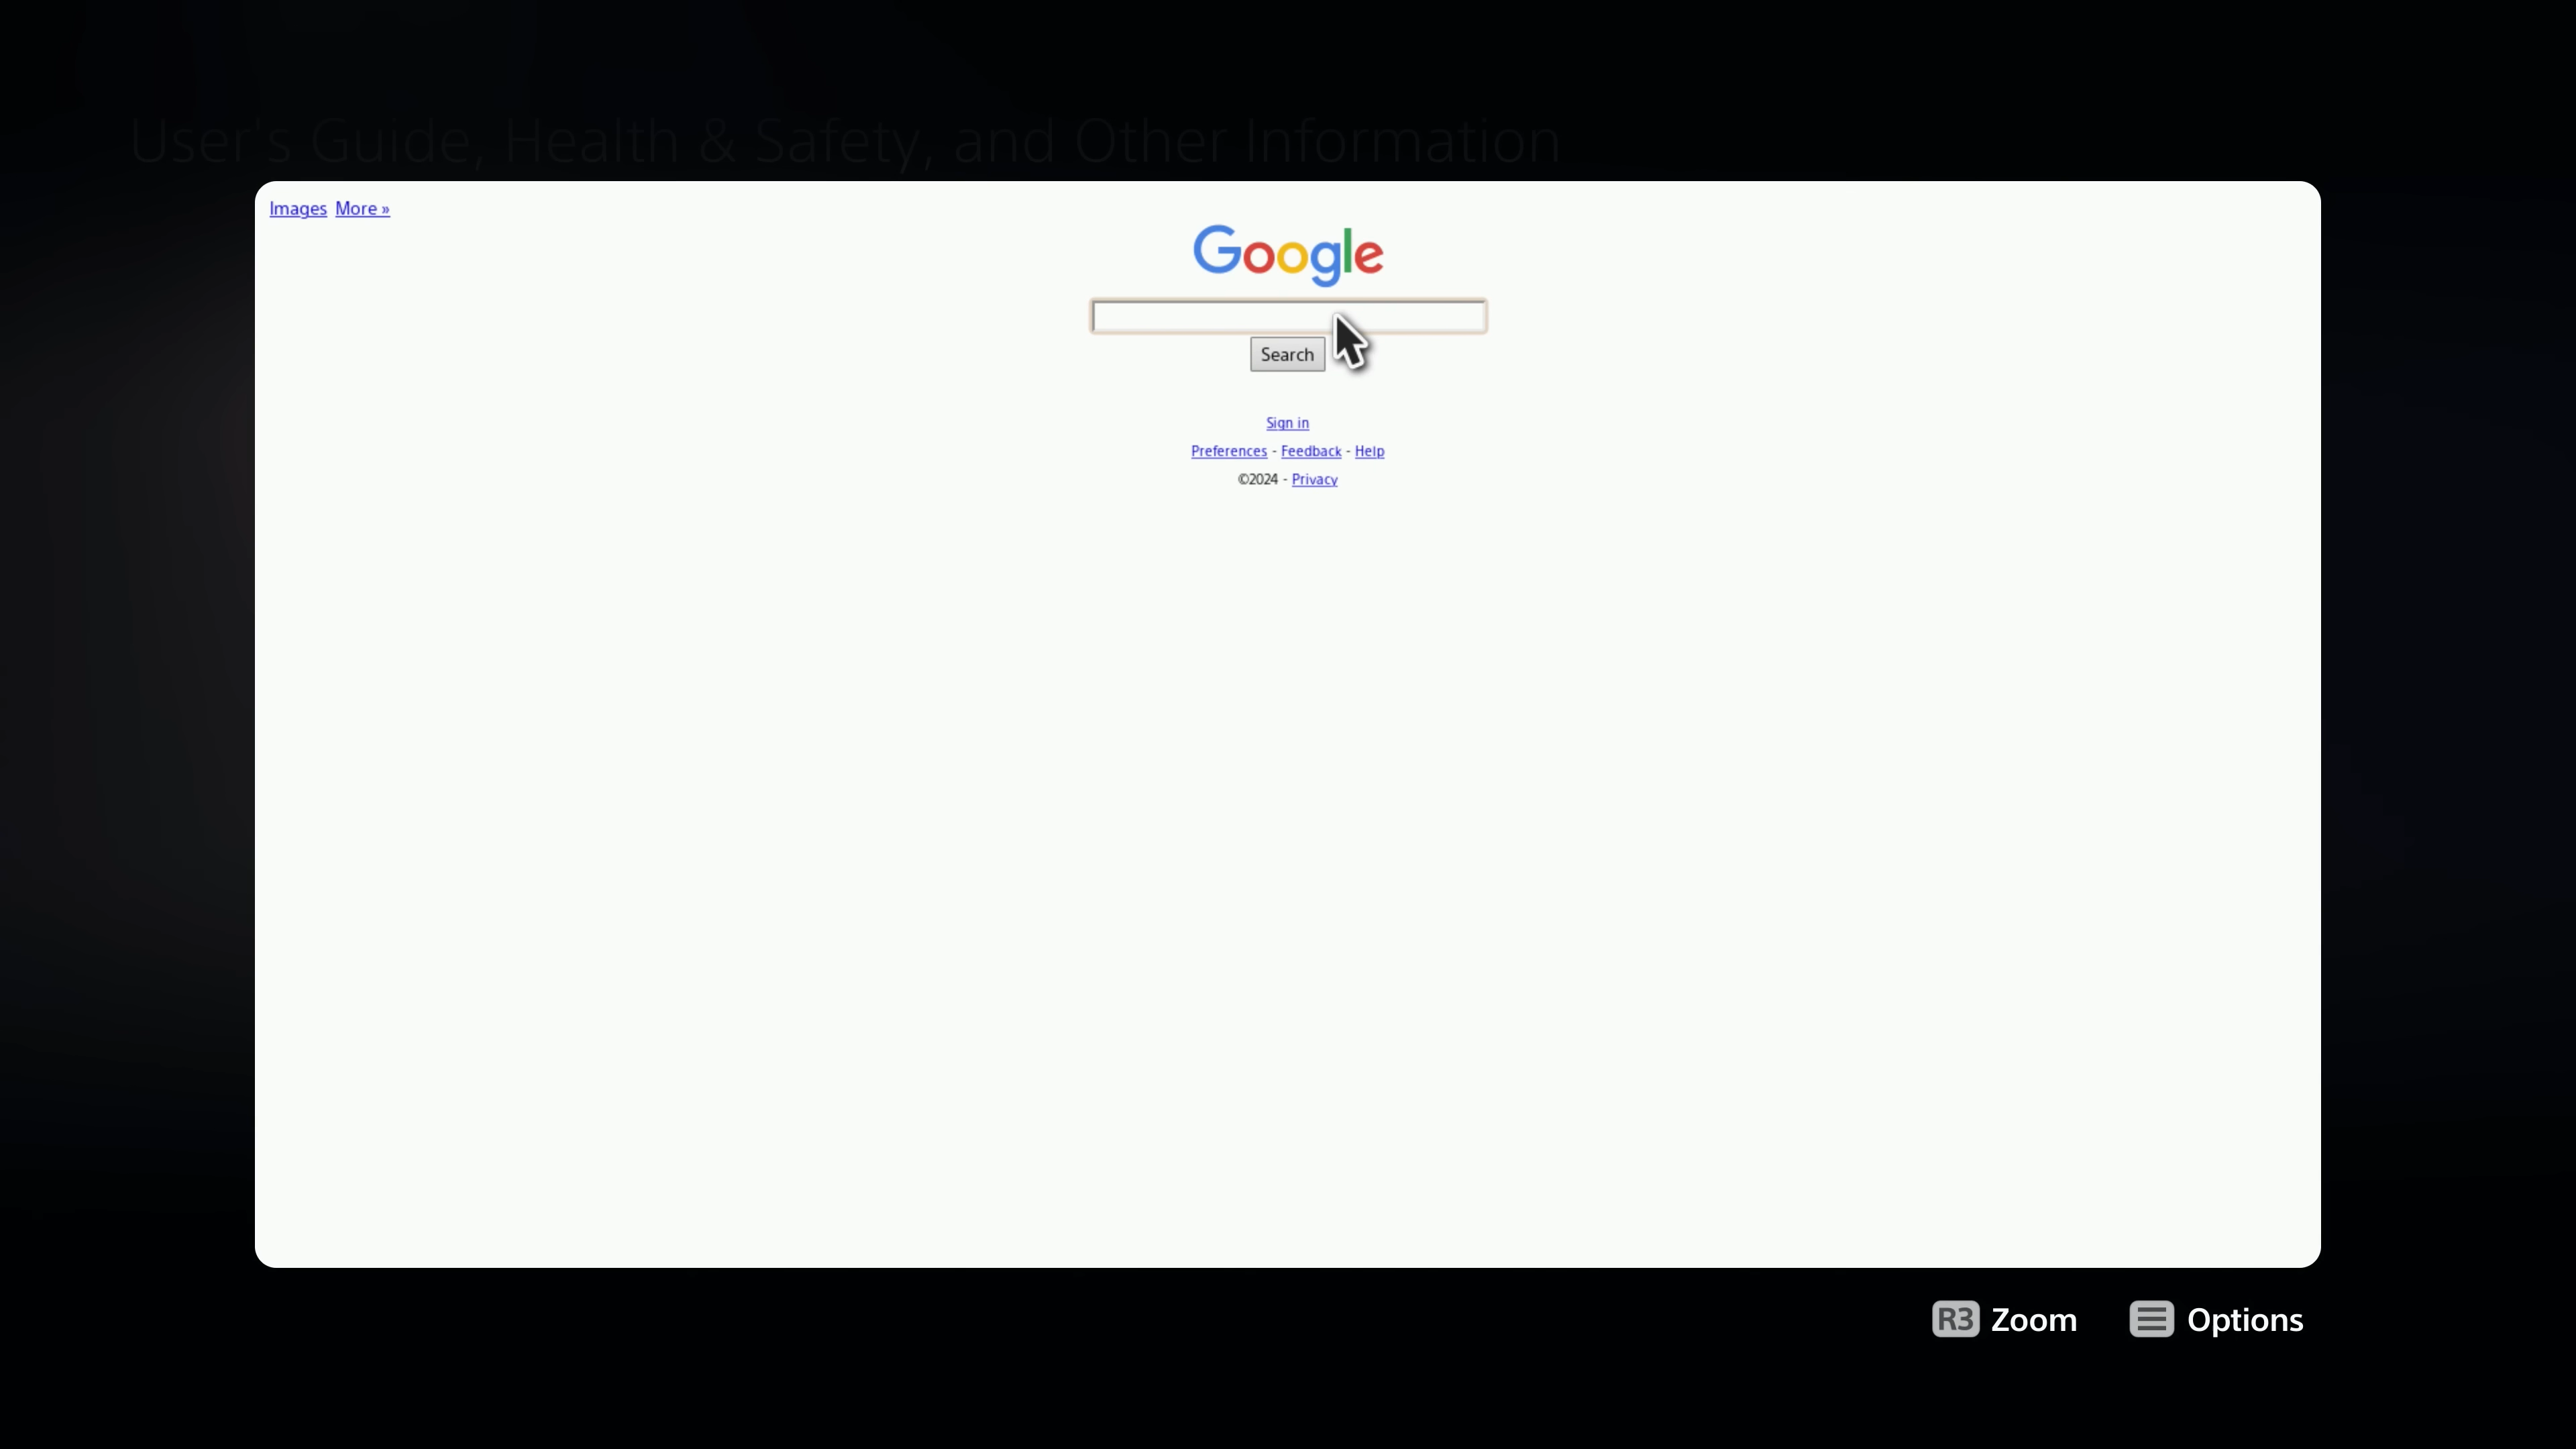 User's Guide, Health & Safety, and Other Information
Images More »
Google
Search
Sign in
Preferences - Feedback - Help
©2024 - Privacy
R3 Zoom Options